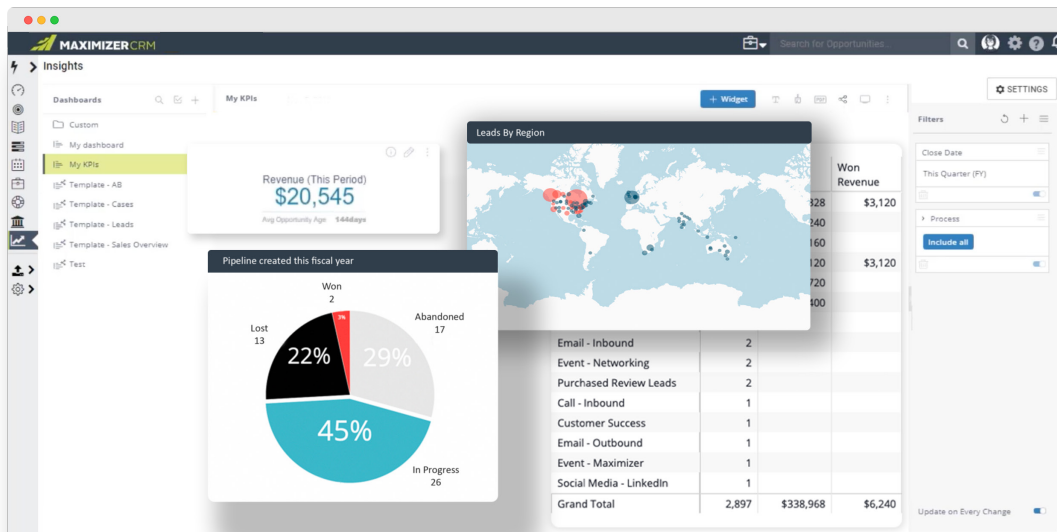 MAXIMIZER CRM
Search for Opportunities...
Insights
SETTINGS
Dashboards
My KPIs
+ Widget
Filters
Custom
My dashboard
My KPIs
Template - AB
Template - Cases
Template - Leads
Template - Sales Overview
Test
Revenue (This Period)
$20,545
Avg Opportunity Age 144days
Leads By Region
Won
Revenue
328 $3,120
240
160
120 $3,120
720
400
Close Date
This Quarter (FY)
Process
Include all
Pipeline created this fiscal year
Won
2
3%
Abandoned
17
29%
Lost
13
22%
45%
In Progress
26
Email - Inbound 2
Event - Networking 2
Purchased Review Leads 2
Call - Inbound 1
Customer Success 1
Email - Outbound 1
Event - Maximizer 1
Social Media - LinkedIn 1
Grand Total 2,897 $338,968 $6,240
Update on Every Change